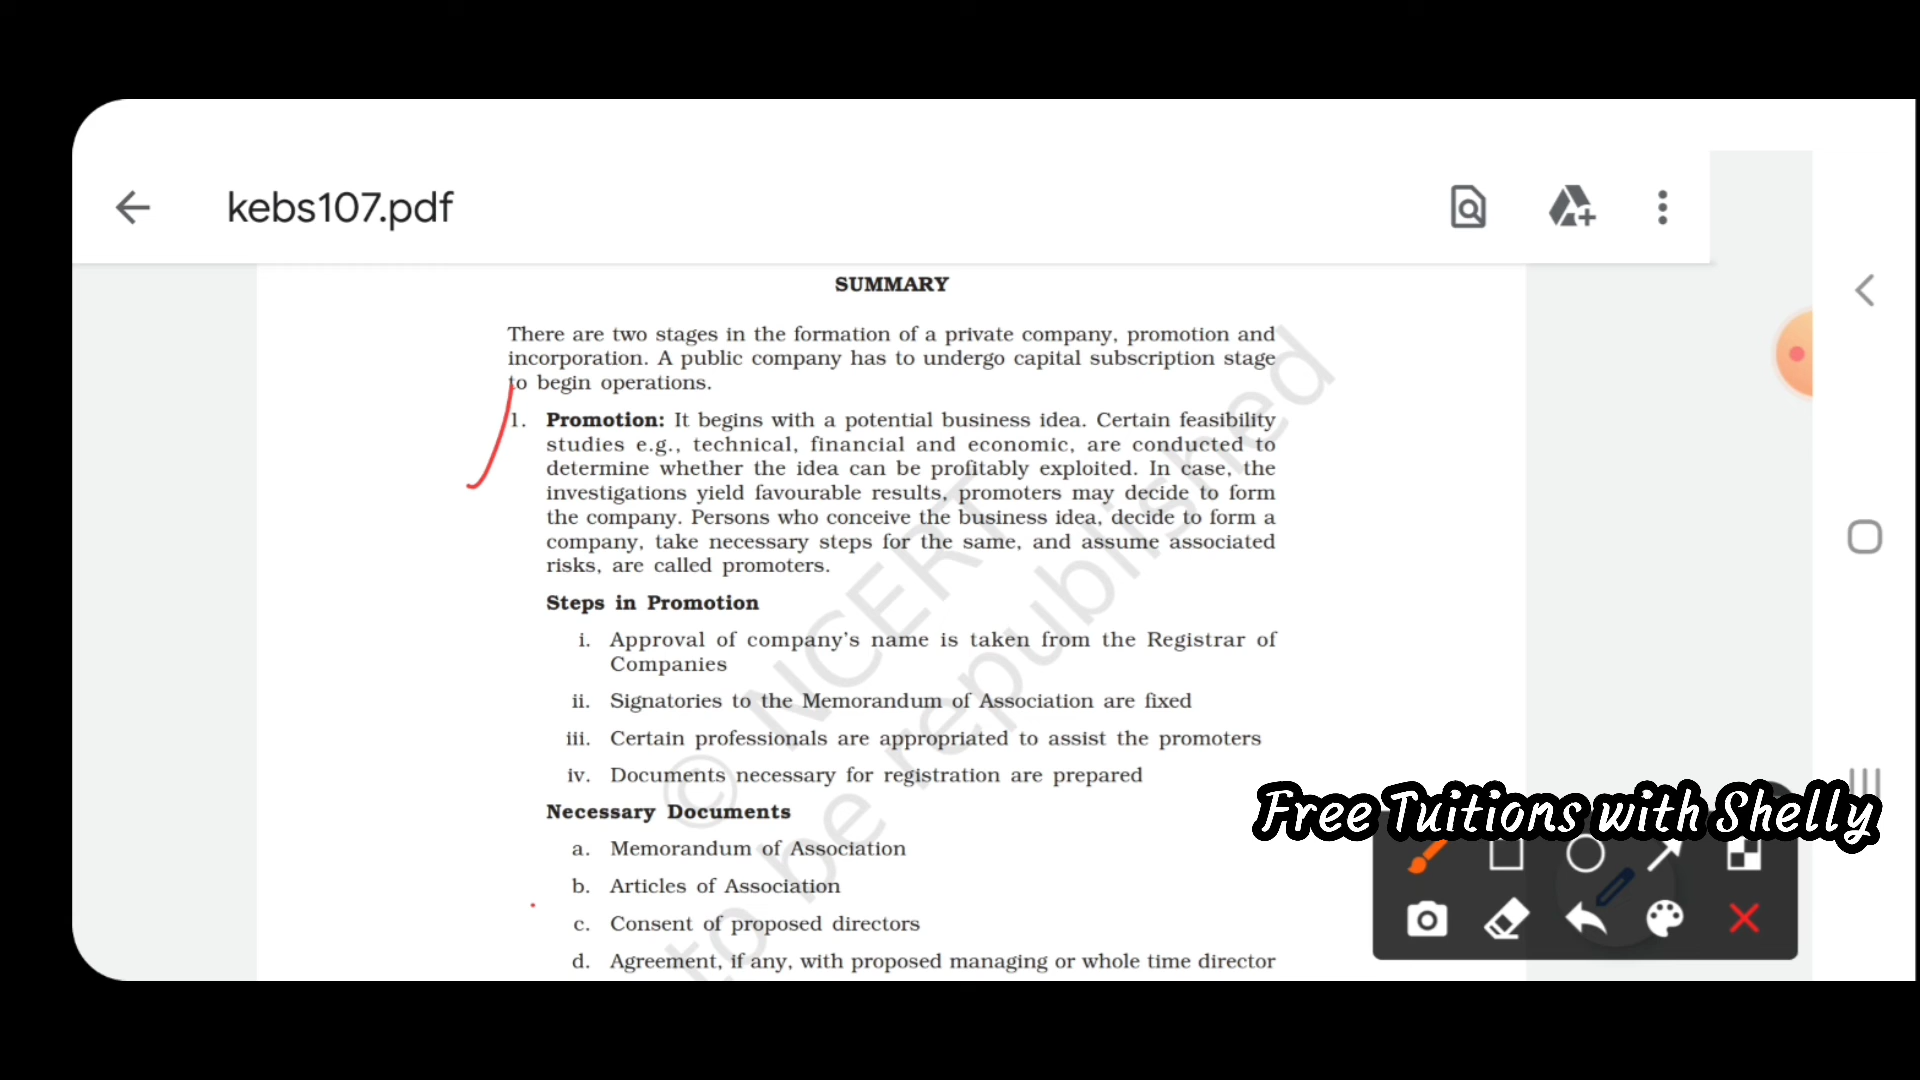 kebs107.pdf
SUMMARY
There are two stages in the formation of a private company, promotion and
incorporation. A public company has to undergo capital subscription stage
to begin operations.
1. Promotion: It begins with a potential business idea. Certain feasibility
studies e.g., technical, financial and economic, are conducted to
determine whether the idea can be profitably exploited. In case, the
investigations yield favourable results, promoters may decide to form
the company. Persons who conceive the business idea, decide to form a
company, take necessary steps for the same, and assume associated
risks, are called promoters.
Steps in Promotion
i. Approval of company's name is taken from the Registrar of
Companies
ii. Signatories to the Memorandum of Association are fixed
iii. Certain professionals are appropriated to assist the promoters
iv. Documents necessary for registration are prepared
Necessary Documents
a. Memorandum of Association
b. Articles of Association
c. Consent of proposed directors
d. Agreement, if any, with proposed managing or whole time director
© NCERT
to be republished
Free Tuitions with Shelly